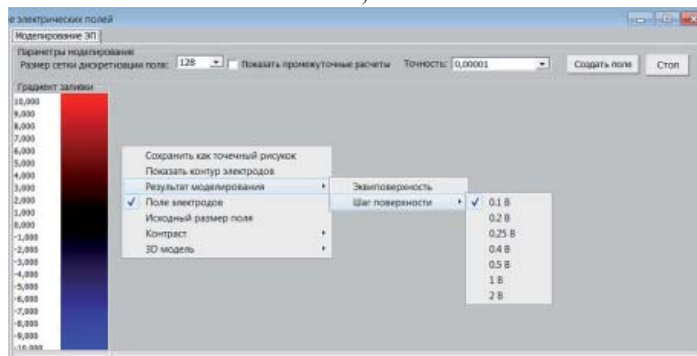 )
е электрических полей
Моделирование ЭП
Параметры моделирования
Размер сетки дискретизации поля: 128 Показать промежуточные расчеты Точность: 0,00001 Создать поле Стоп
Градиент заливки
10,000
9,000
8,000
7,000
6,000
5,000
4,000
3,000
2,000
1,000
0,000
-1,000
-2,000
-3,000
-4,000
-5,000
-6,000
-7,000
-8,000
-9,000
-10,000
Сохранить как точечный рисунок
Показать контур электродов
Результат моделирования
✓ Поле электродов
Исходный размер поля
Контраст
3D модель
Эквиповерхность
Шаг поверхности
✓ 0.1 В
0.2 В
0.25 В
0.4 В
0.5 В
1 В
2 В